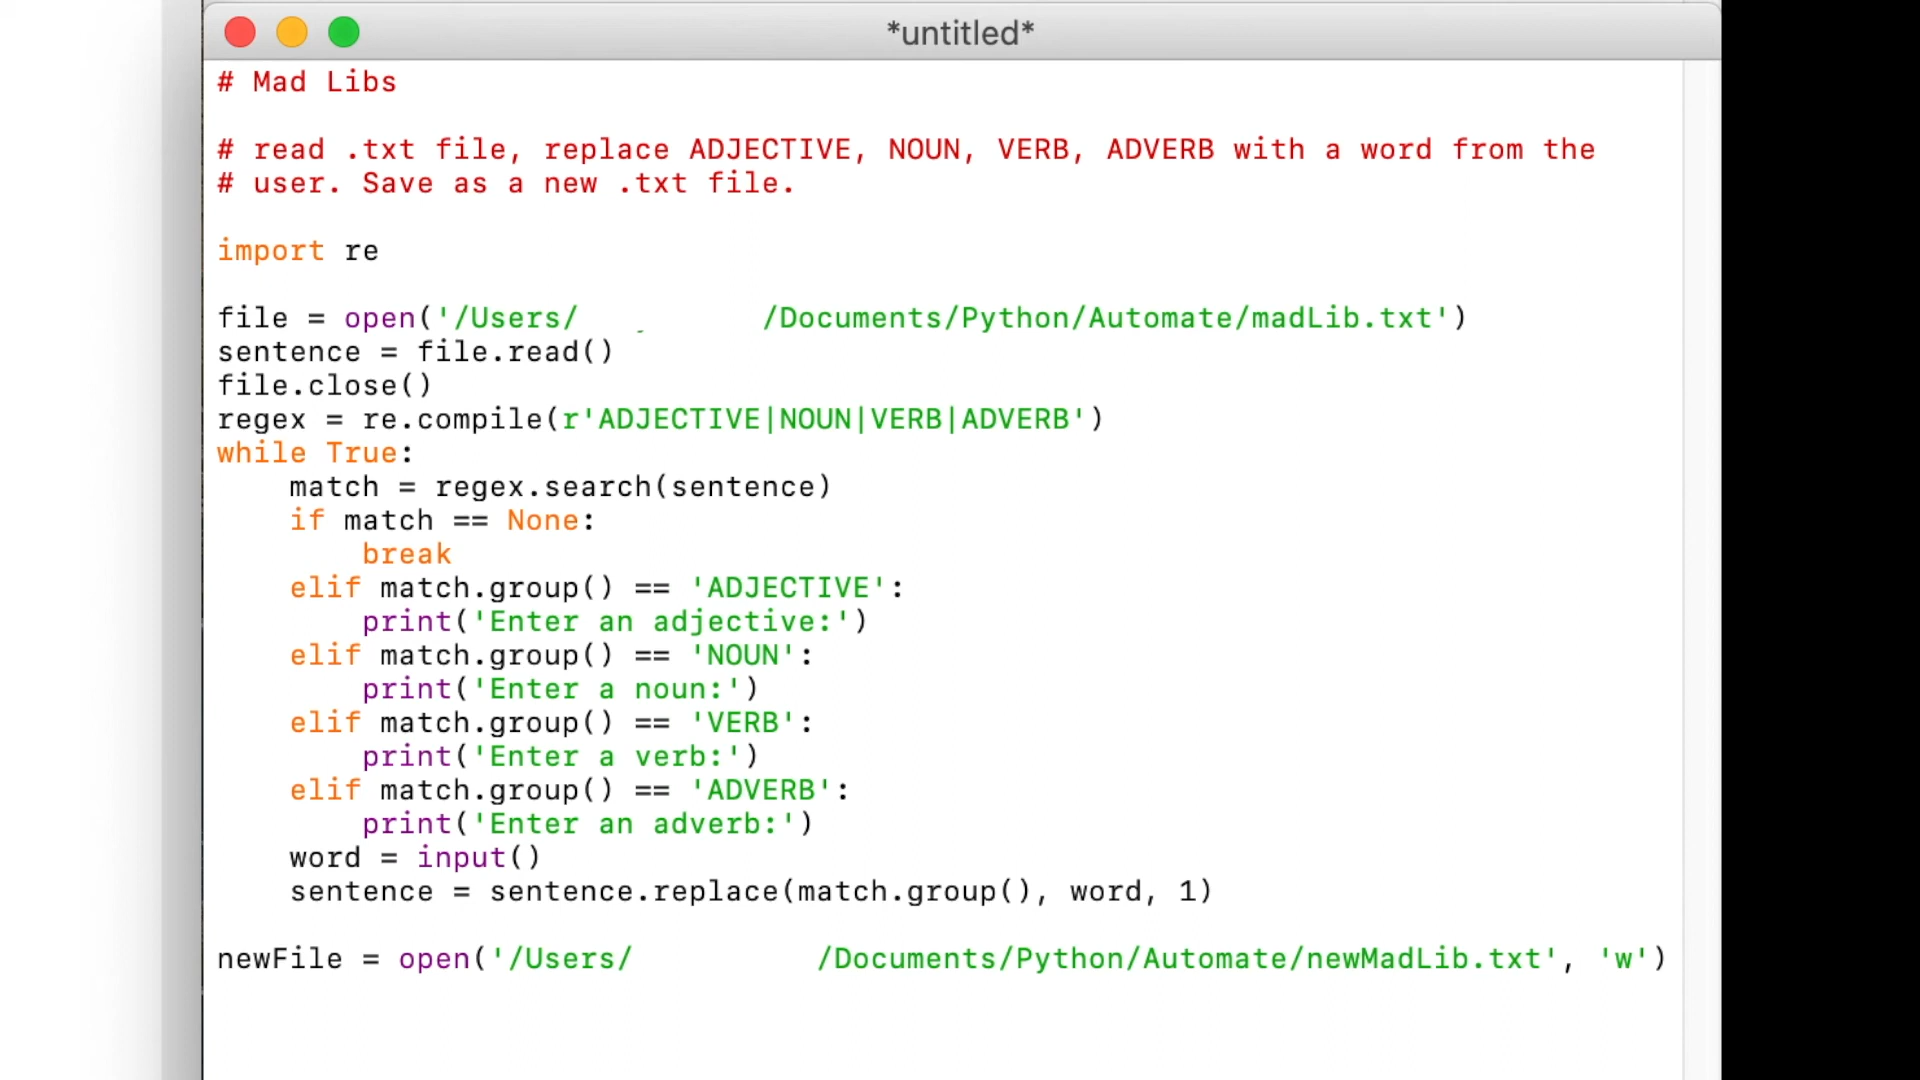 *untitled*
# Mad Libs
# read .txt file, replace ADJECTIVE, NOUN, VERB, ADVERB with a word from the
# user. Save as a new .txt file.
import re
file = open('/Users/ /Documents/Python/Automate/madLib.txt')
sentence = file.read()
file.close()
regex = re.compile(r'ADJECTIVE|NOUN|VERB|ADVERB')
while True:
    match = regex.search(sentence)
    if match == None:
        break
    elif match.group() == 'ADJECTIVE':
        print('Enter an adjective:')
    elif match.group() == 'NOUN':
        print('Enter a noun:')
    elif match.group() == 'VERB':
        print('Enter a verb:')
    elif match.group() == 'ADVERB':
        print('Enter an adverb:')
    word = input()
    sentence = sentence.replace(match.group(), word, 1)
newFile = open('/Users/ /Documents/Python/Automate/newMadLib.txt', 'w')